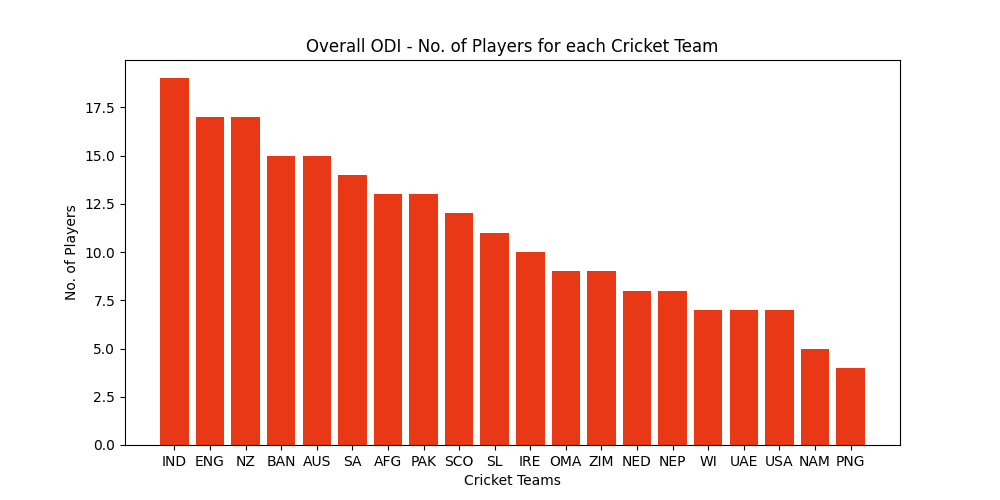 Overall ODI - No. of Players for each Cricket Team
No. of Players
17.5
15.0
12.5
10.0
7.5
5.0
2.5
0.0
IND ENG NZ BAN AUS SA AFG PAK SCO SL IRE OMA ZIM NED NEP WI UAE USA NAM PNG
Cricket Teams